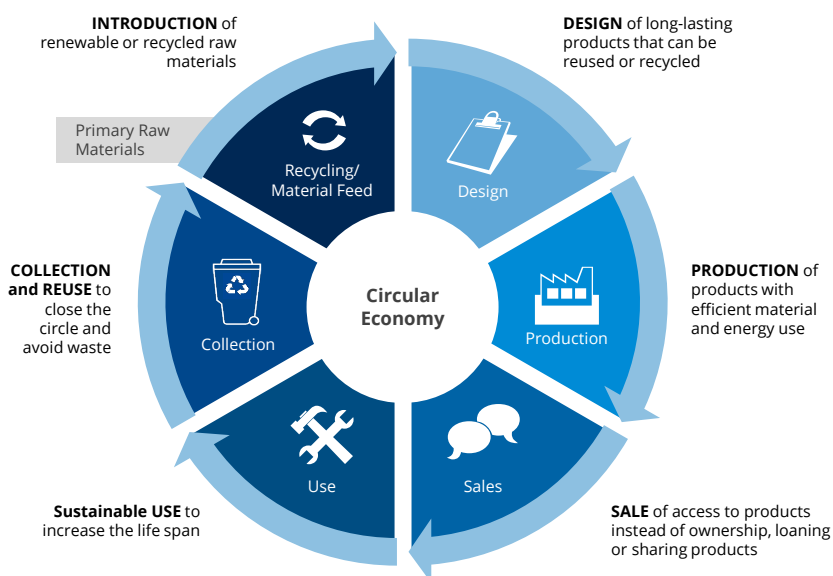 INTRODUCTION of
renewable or recycled raw
materials
DESIGN of long-lasting
products that can be
reused or recycled
Primary Raw
Materials
Recycling/
Material Feed
Design
COLLECTION
and REUSE to
close the
circle and
avoid waste
Collection
Circular
Economy
Production
PRODUCTION of
products with
efficient material
and energy use
Use
Sales
Sustainable USE to
increase the life span
SALE of access to products
instead of ownership, loaning
or sharing products